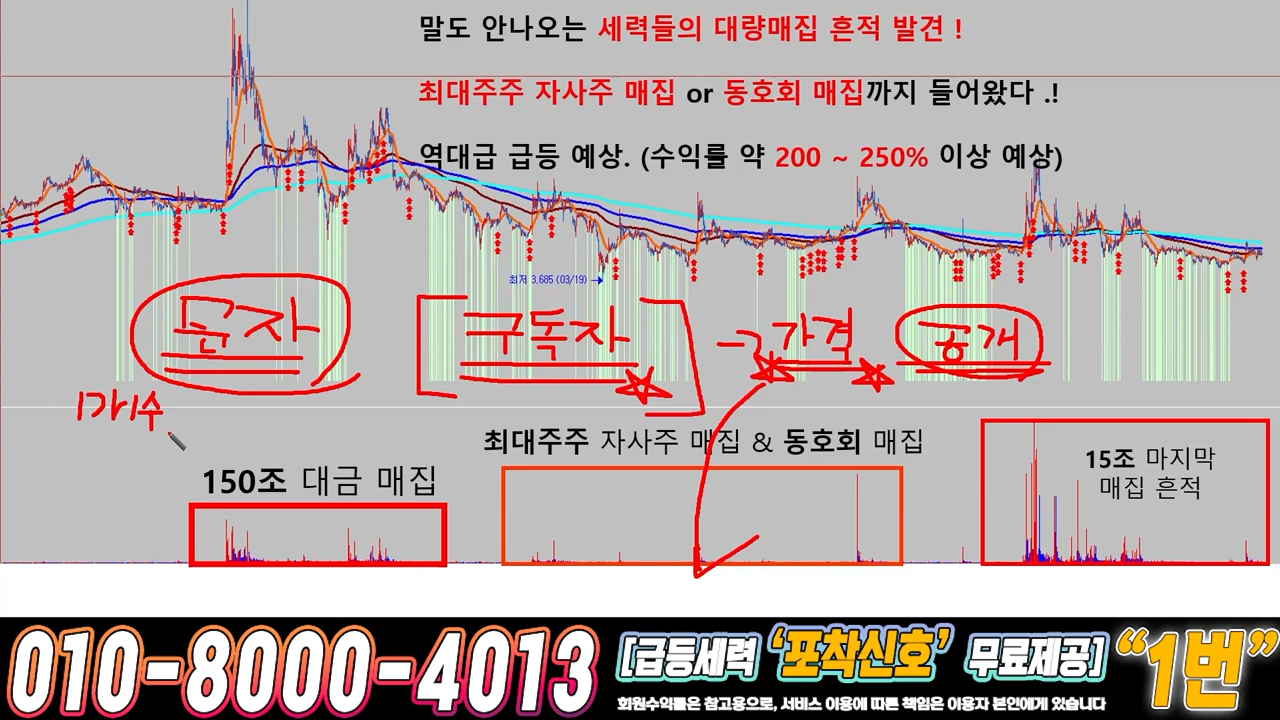 말도 안나오는 세력들의 대량매집 흔적 발견 !
최대주주 자사주 매집 or 동호회 매집까지 들어왔다 .!
역대급 급등 예상. (수익률 약 200 ~ 250% 이상 예상)
최저 3,685 (03/19)
문자 구독자 가격 공개
최대주주 자사주 매집 & 동호회 매집
150조 대금 매집
15조 마지막
매집 흔적
010-8000-4013 [급등세력 ‘포착신호’ 무료제공] “1번”
회원수익률은 참고용으로, 서비스 이용에 따른 책임은 이용자 본인에게 있습니다